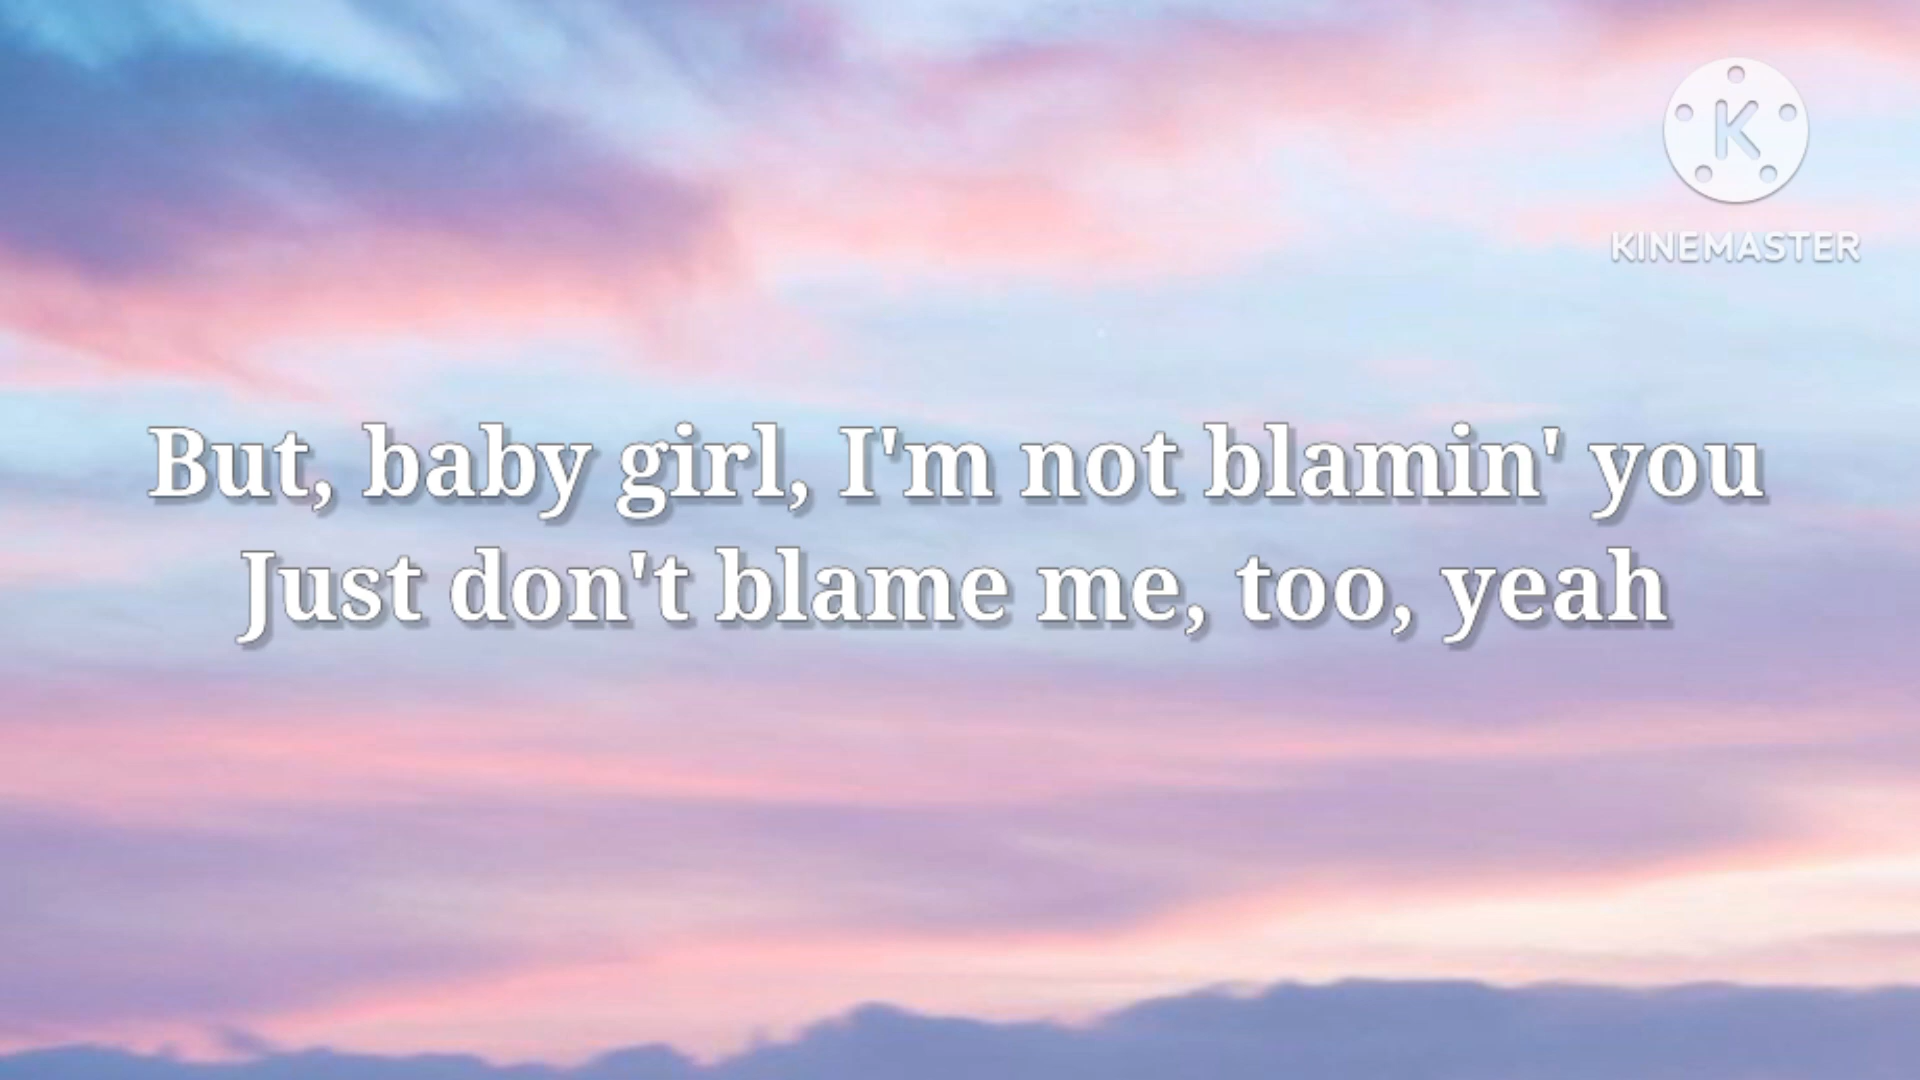 K
KINEMASTER
But, baby girl, I'm not blamin' you
Just don't blame me, too, yeah